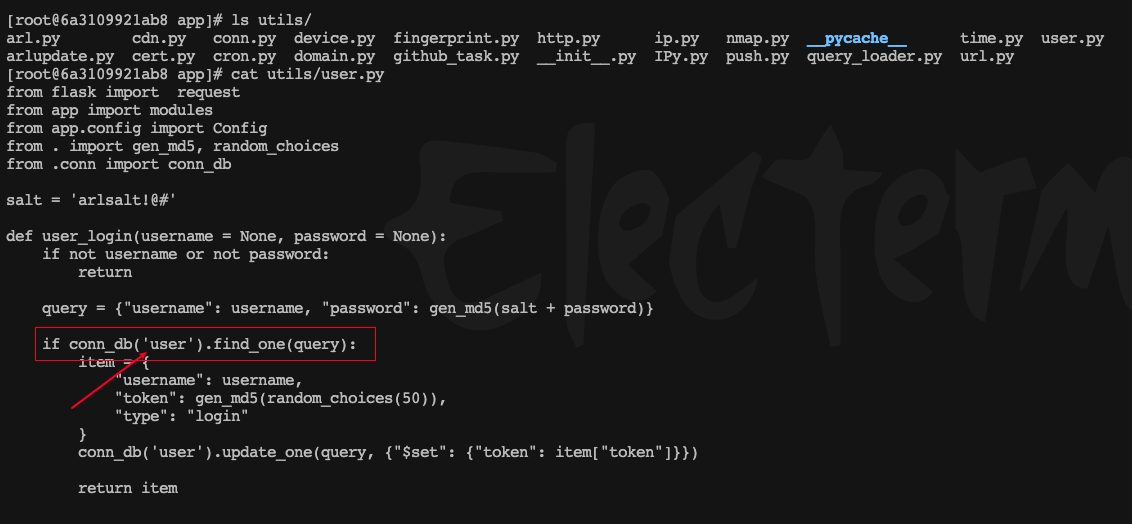 [root@6a3109921ab8 app]# ls utils/
arl.py        cdn.py   conn.py  device.py  fingerprint.py  http.py      ip.py   nmap.py  __pycache__      time.py  user.py
arlupdate.py  cert.py  cron.py  domain.py  github_task.py  __init__.py  IPy.py  push.py  query_loader.py  url.py
[root@6a3109921ab8 app]# cat utils/user.py
from flask import  request
from app import modules
from app.config import Config
from . import gen_md5, random_choices
from .conn import conn_db

salt = 'arlsalt!@#'

def user_login(username = None, password = None):
    if not username or not password:
        return

    query = {"username": username, "password": gen_md5(salt + password)}

    if conn_db('user').find_one(query):
        item = {
            "username": username,
            "token": gen_md5(random_choices(50)),
            "type": "login"
        }
        conn_db('user').update_one(query, {"$set": {"token": item["token"]}})

        return item
Electerm